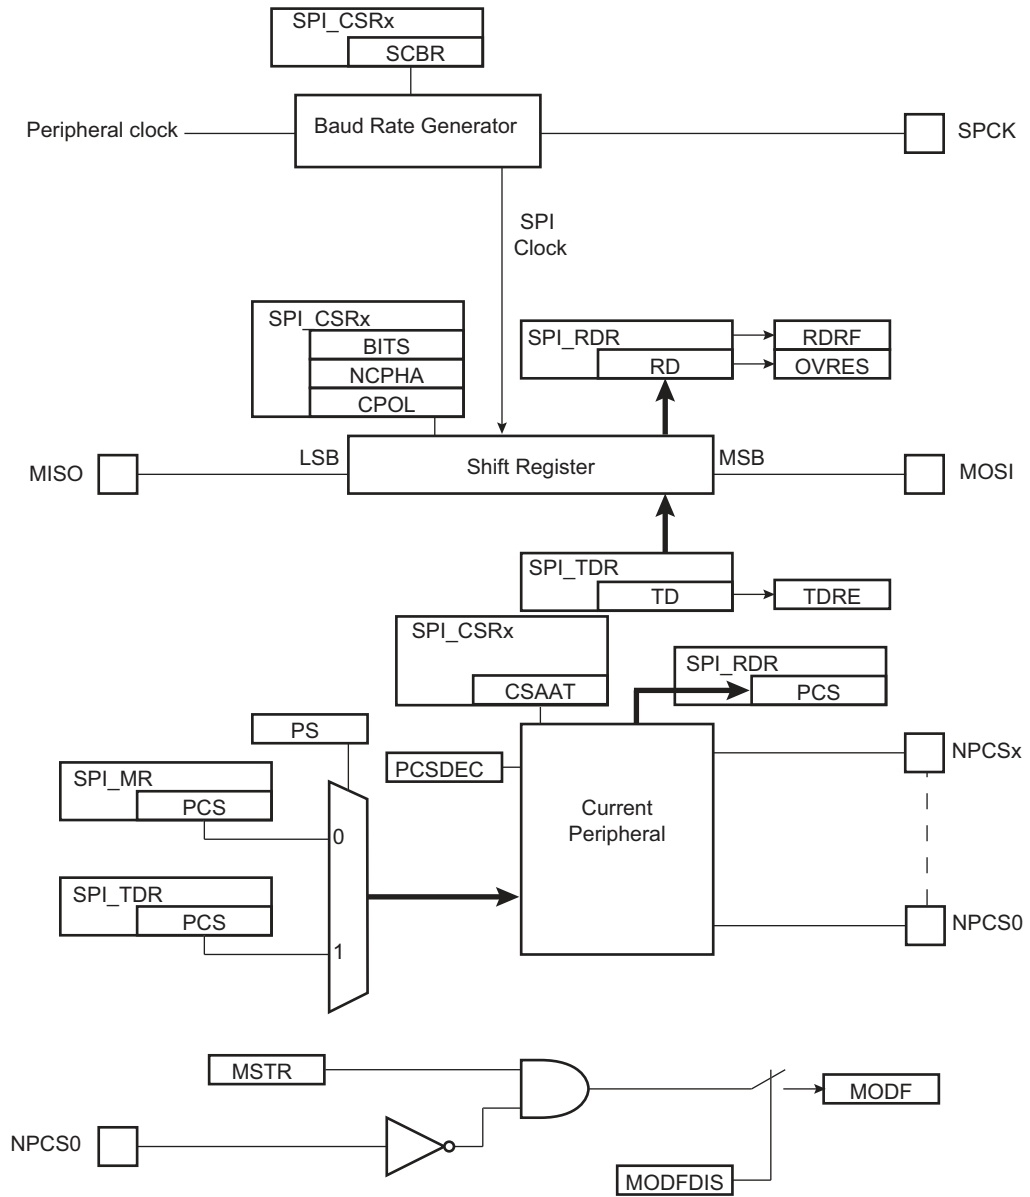 SPI_CSRx
SCBR
Peripheral clock
Baud Rate Generator
SPCK
SPI
Clock
SPI_CSRx
BITS
NCPHA
CPOL
SPI_RDR
RD
RDRF
OVRES
MISO
LSB
Shift Register
MSB
MOSI
SPI_TDR
TD
TDRE
SPI_CSRx
CSAAT
SPI_RDR
PCS
PS
PCSDEC
NPCSx
SPI_MR
PCS
0
Current
Peripheral
SPI_TDR
PCS
1
NPCS0
MSTR
MODF
NPCS0
MODFDIS